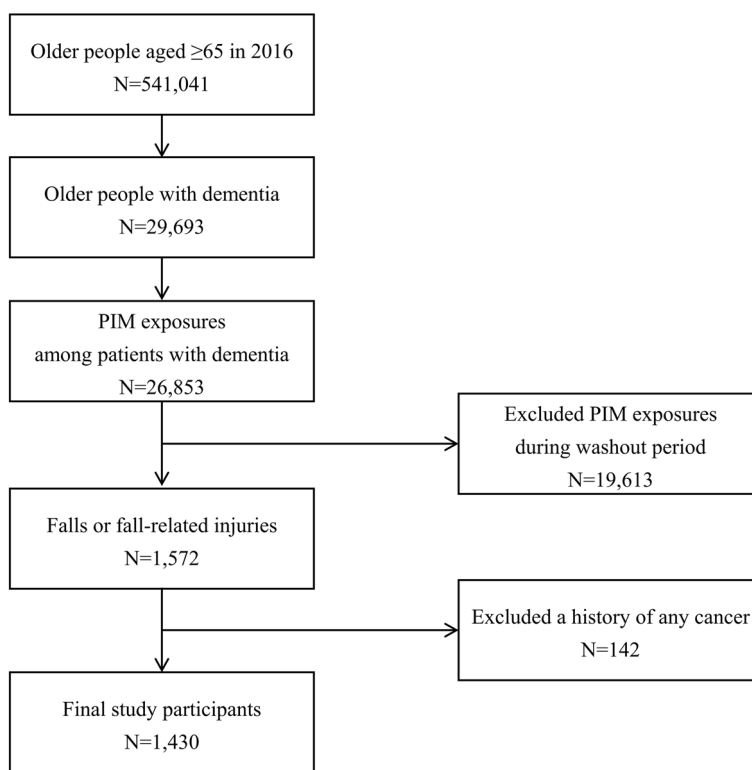 Older people aged ≥65 in 2016
N=541,041
Older people with dementia
N=29,693
PIM exposures
among patients with dementia
N=26,853
Excluded PIM exposures
during washout period
N=19,613
Falls or fall-related injuries
N=1,572
Excluded a history of any cancer
N=142
Final study participants
N=1,430